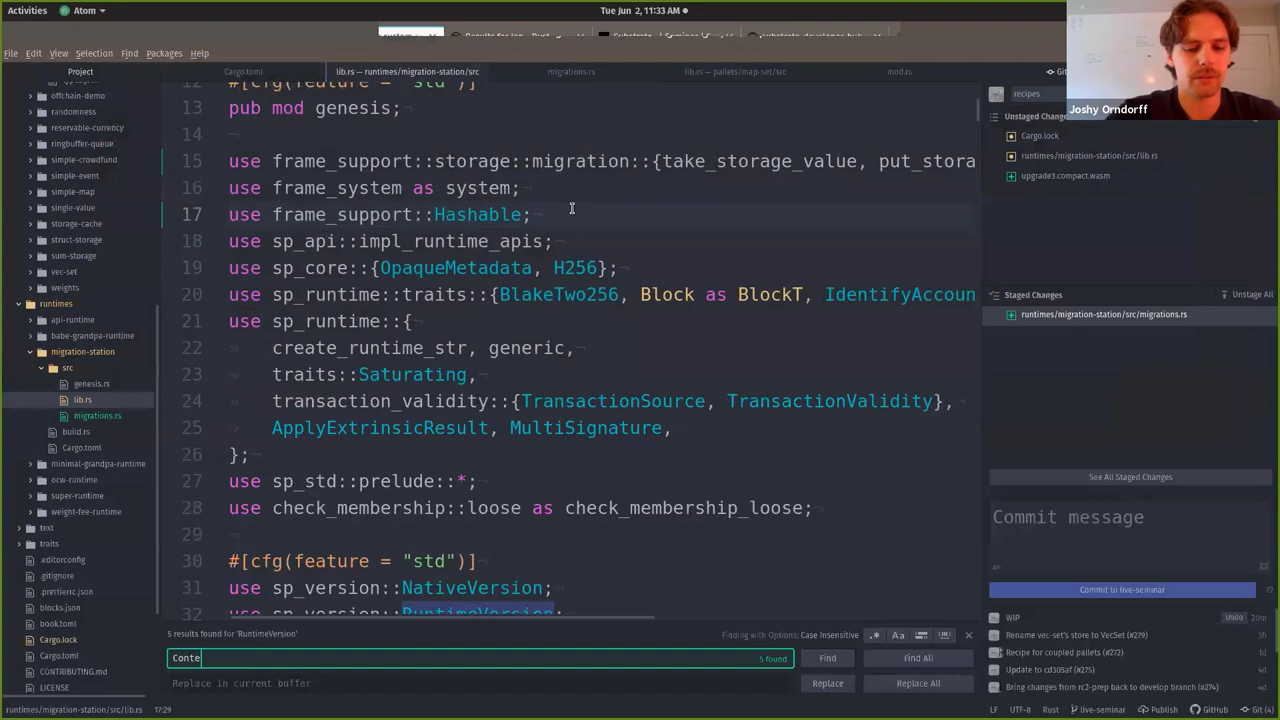 Activities Atom Tue Jun 2, 11:33 AM
File Edit View Selection Find Packages Help
Project
offchain-demo
randomness
reservable-currency
ringbuffer-queue
simple-crowdfund
simple-event
simple-map
single-value
storage-cache
struct-storage
sum-storage
vec-set
weights
runtimes
api-runtime
babe-grandpa-runtime
migration-station
src
genesis.rs
lib.rs
migrations.rs
build.rs
Cargo.toml
minimal-grandpa-runtime
ocw-runtime
super-runtime
weight-fee-runtime
text
traits
.editorconfig
.gitignore
.prettierrc.json
blocks.json
book.toml
Cargo.lock
Cargo.toml
CONTRIBUTING.md
LICENSE
runtimes/migration-station/src/lib.rs 17:29
Cargo.toml lib.rs — runtimes/migration-station/src migrations.rs lib.rs — pallets/map-set/src mod.rs
12 #[cfg(feature = "std")]
13 pub mod genesis;
14
15 use frame_support::storage::migration::{take_storage_value, put_stora
16 use frame_system as system;
17 use frame_support::Hashable;
18 use sp_api::impl_runtime_apis;
19 use sp_core::{OpaqueMetadata, H256};
20 use sp_runtime::traits::{BlakeTwo256, Block as BlockT, IdentifyAccoun
21 use sp_runtime::{
22 create_runtime_str, generic,
23 traits::Saturating,
24 transaction_validity::{TransactionSource, TransactionValidity},
25 ApplyExtrinsicResult, MultiSignature,
26 };
27 use sp_std::prelude::*;
28 use check_membership::loose as check_membership_loose;
29
30 #[cfg(feature = "std")]
31 use sp_version::NativeVersion;
32 use sp_version::RuntimeVersion;
5 results found for 'RuntimeVersion' Finding with Options: Case Insensitive .* Aa
Conte 5 found Find Find All
Replace in current buffer Replace Replace All
Git
recipes
Joshy Orndorff
Unstaged Changes
Cargo.lock
runtimes/migration-station/src/lib.rs
upgrade3.compact.wasm
Staged Changes Unstage All
runtimes/migration-station/src/migrations.rs
See All Staged Changes
Commit message
72
Commit to live-seminar
WIP Undo 20m
Rename vec-set's store to VecSet (#279)
Recipe for coupled pallets (#272)
Update to cd305af (#275)
Bring changes from rc2-prep back to develop branch (#274)
LF UTF-8 Rust live-seminar Publish GitHub Git (4)